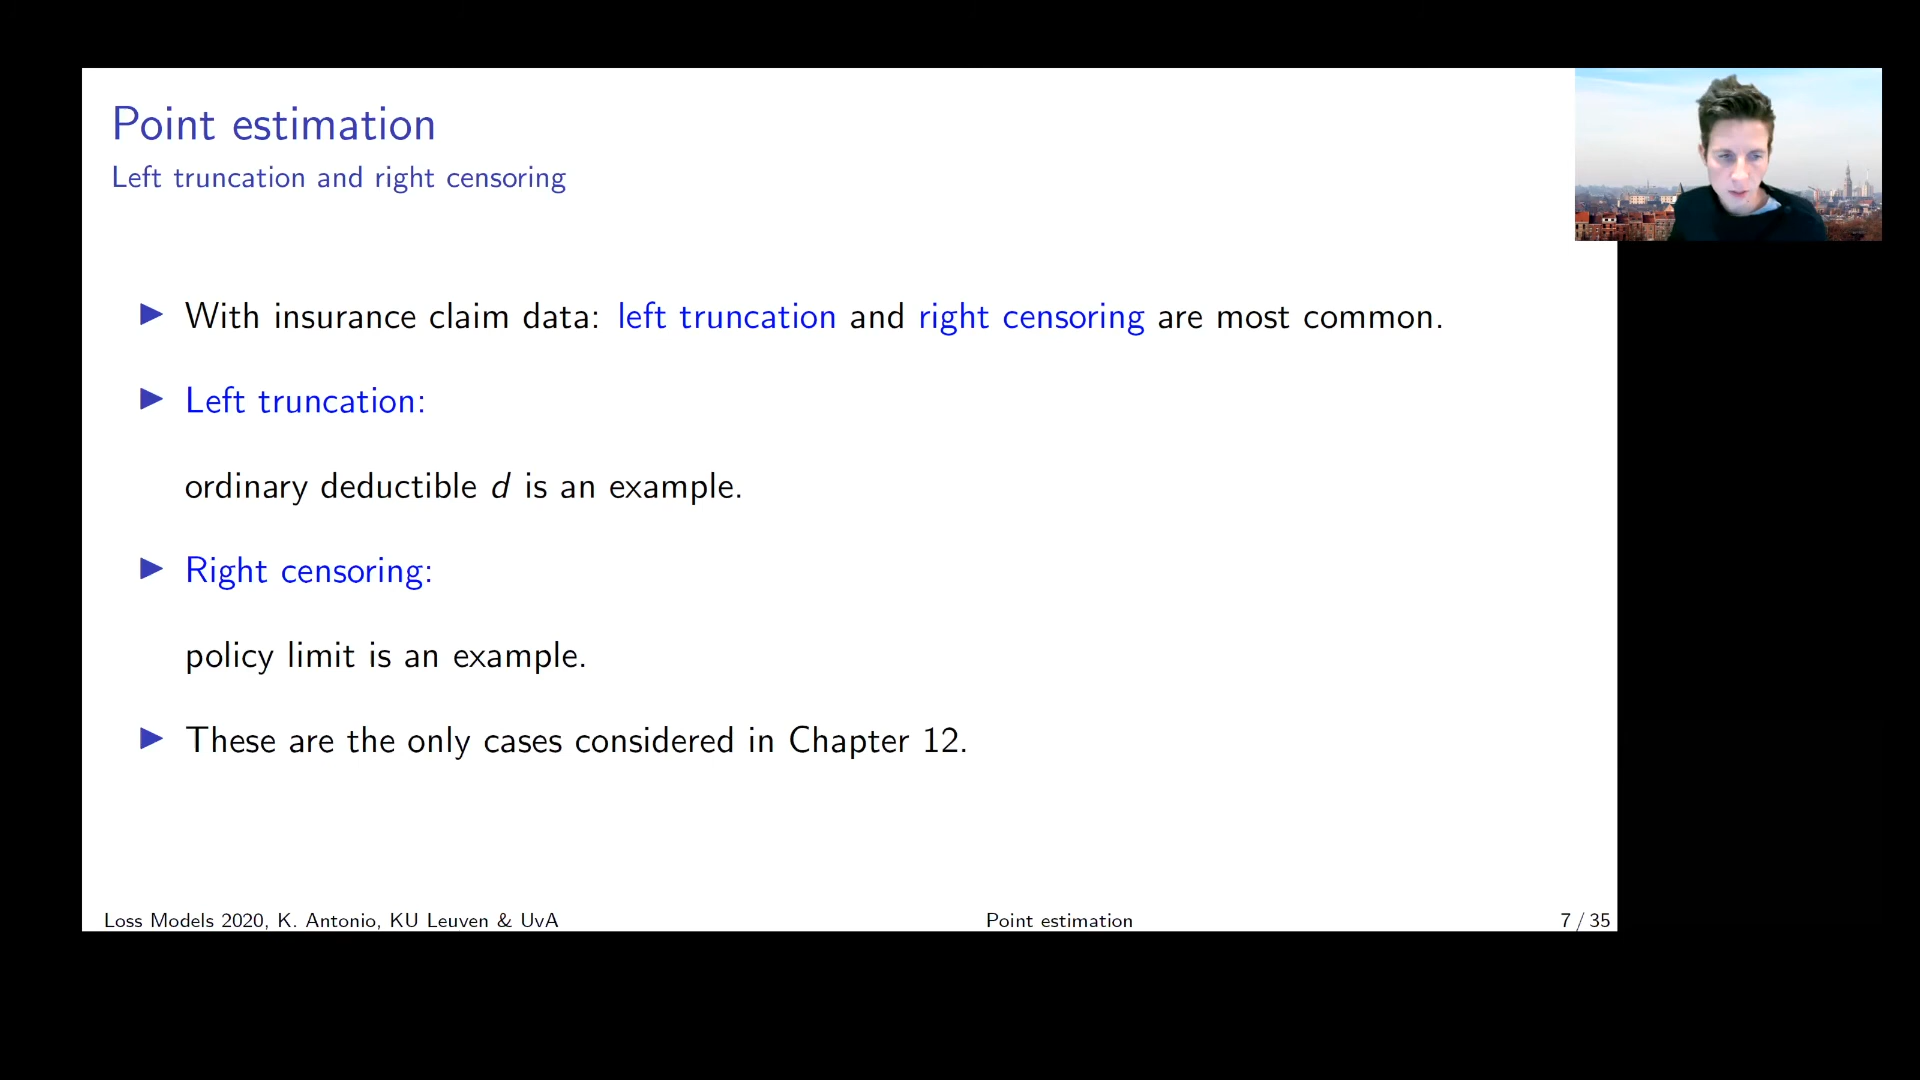 Point estimation
Left truncation and right censoring
▶ With insurance claim data: left truncation and right censoring are most common.
▶ Left truncation:
ordinary deductible d is an example.
▶ Right censoring:
policy limit is an example.
▶ These are the only cases considered in Chapter 12.
Loss Models 2020, K. Antonio, KU Leuven & UvA
Point estimation
7 / 35